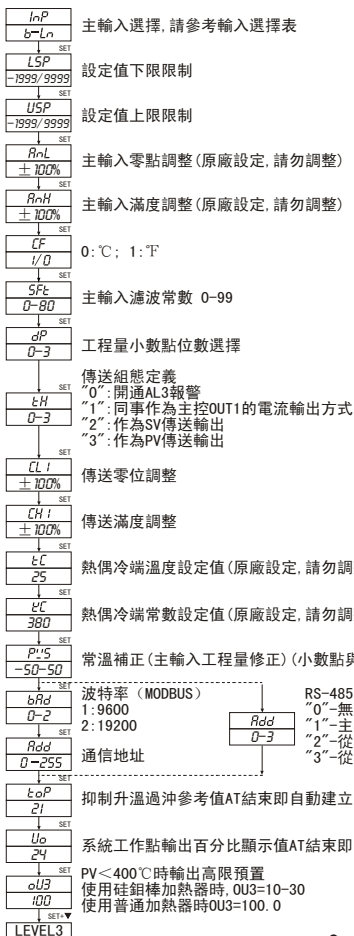 InP
b-Ln
主輸入選擇,請參考輸入選擇表
SET
LSP
-1999/9999
設定值下限限制
SET
USP
-1999/9999
設定值上限限制
SET
AnL
±100%
主輸入零點調整(原廠設定,請勿調整)
SET
AnH
±100%
主輸入滿度調整(原廠設定,請勿調整)
SET
CF
1/0
0:℃; 1:℉
SET
SFt
0-80
主輸入濾波常數 0-99
SET
dP
0-3
工程量小數點位數選擇
SET
tH
0-3
傳送組態定義
"0":開通AL3報警
"1":同事作為主控OUT1的電流輸出方式
"2":作為SV傳送輸出
"3":作為PV傳送輸出
SET
CL1
±100%
傳送零位調整
SET
CH1
±100%
傳送滿度調整
SET
tC
25
熱偶冷端溫度設定值(原廠設定,請勿調
SET
380
熱偶冷端常數設定值(原廠設定,請勿調
SET
-50-50
常溫補正(主輸入工程量修正)(小數點與
SET
bAd
0-2
波特率(MODBUS)
1:9600
2:19200
Add
0-3
RS-485
"0"-無
"1"-主
"2"-從
"3"-從
SET
Add
0-255
通信地址
SET
toP
21
抑制升溫過沖參考值AT結束即自動建立
SET
Uo
24
系統工作點輸出百分比顯示值AT結束即
SET
oU3
100
PV<400℃時輸出高限預置
使用硅鉬棒加熱器時,OU3=10-30
使用普通加熱器時OU3=100.0
SET+▼
LEVEL3